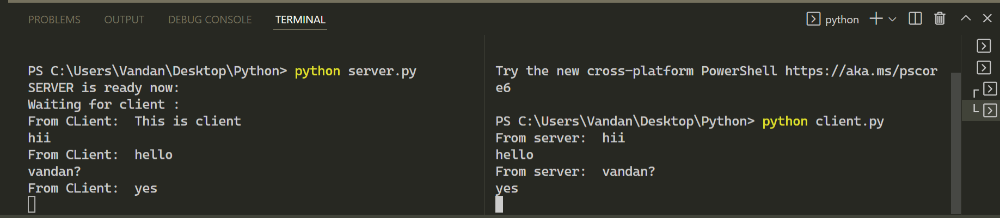 PROBLEMS OUTPUT DEBUG CONSOLE TERMINAL python
PS C:\Users\Vandan\Desktop\Python> python server.py
SERVER is ready now:
Waiting for client :
From CLient:  This is client
hii
From CLient:  hello
vandan?
From CLient:  yes
Try the new cross-platform PowerShell https://aka.ms/pscor
e6
PS C:\Users\Vandan\Desktop\Python> python client.py
From server:  hii
hello
From server:  vandan?
yes